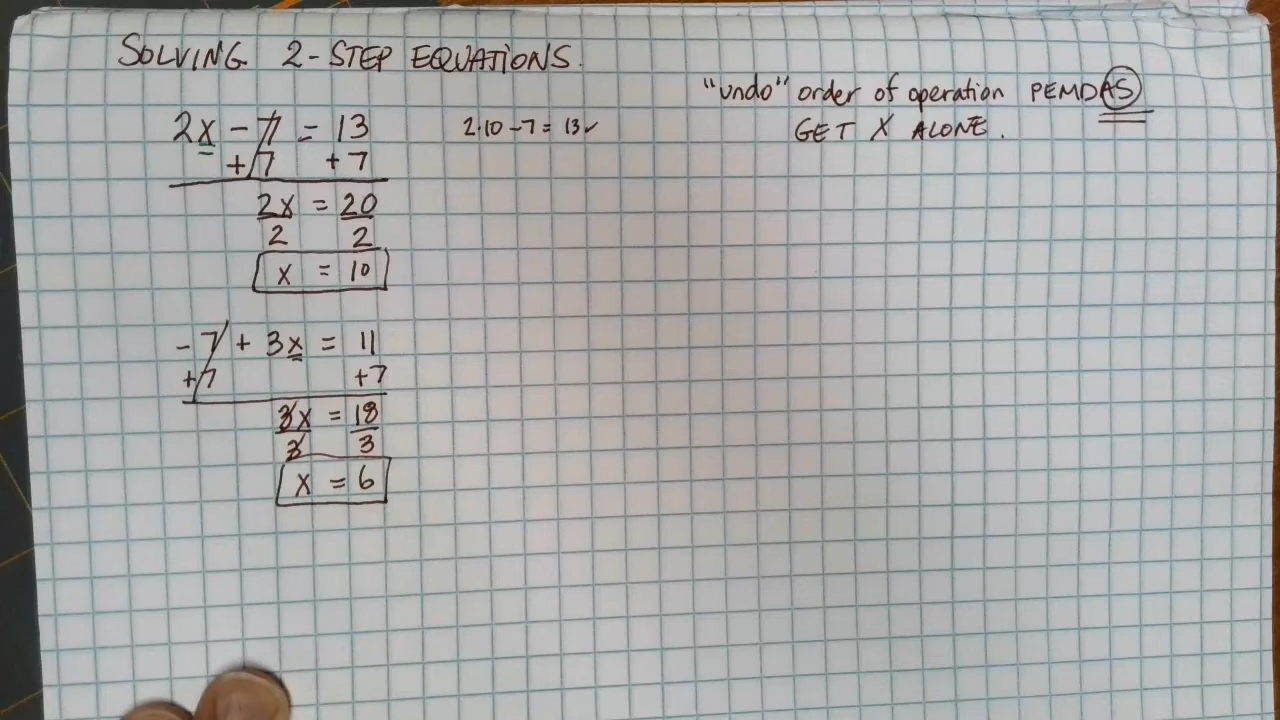 SOLVING 2-STEP EQUATIONS.
"undo" order of operation PEMDAS
GET X ALONE.
2x - 7 = 13
2·10 - 7 = 13 ✓
+7 +7
2x = 20
2 2
x = 10
-7 + 3x = 11
+7 +7
3x = 18
3 3
x = 6